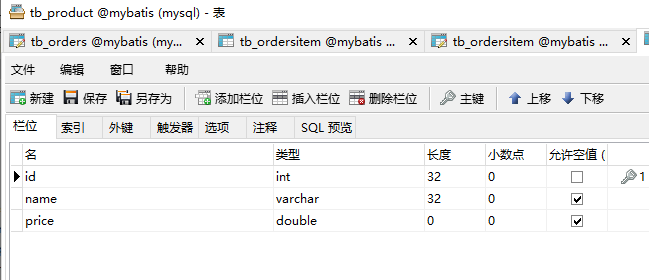 tb_product @mybatis (mysql) - 表
tb_orders @mybatis (my... tb_ordersitem @mybatis ... tb_ordersitem @mybatis ...
文件 编辑 窗口 帮助
新建 保存 另存为 添加栏位 插入栏位 删除栏位 主键 上移 下移
栏位 索引 外键 触发器 选项 注释 SQL 预览
名 类型 长度 小数点 允许空值 (
id int 32 0 1
name varchar 32 0
price double 0 0